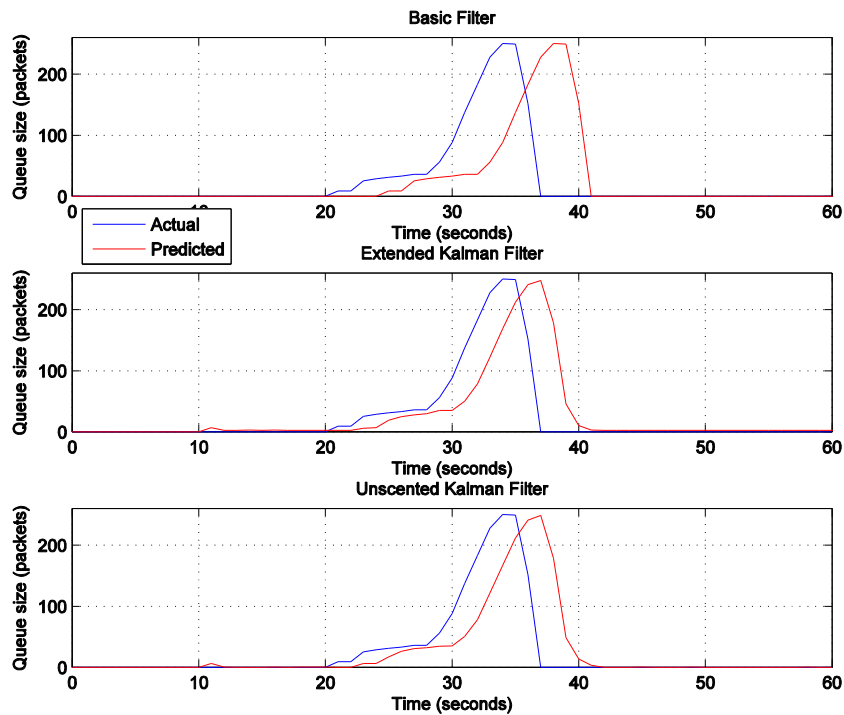 Basic Filter
Queue size (packets)
200
100
0
0 10 20 30 40 50 60
Time (seconds)
Actual
Predicted
Extended Kalman Filter
Queue size (packets)
200
100
0
0 10 20 30 40 50 60
Time (seconds)
Unscented Kalman Filter
Queue size (packets)
200
100
0
0 10 20 30 40 50 60
Time (seconds)